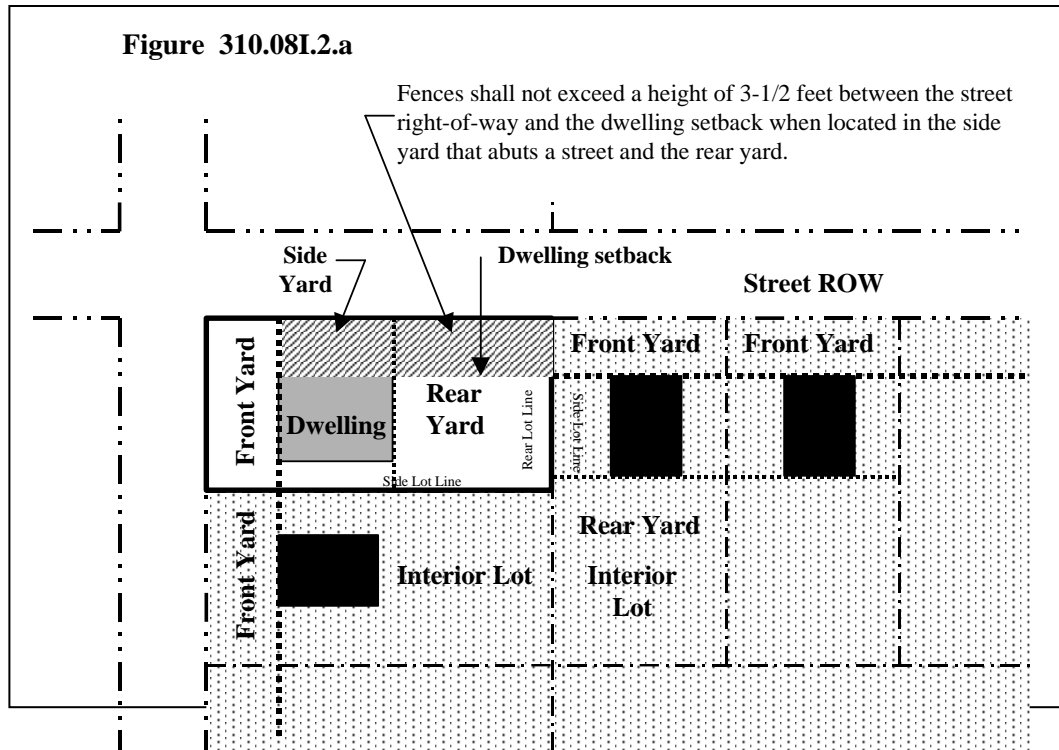 Figure 310.08I.2.a
Fences shall not exceed a height of 3-1/2 feet between the street
right-of-way and the dwelling setback when located in the side
yard that abuts a street and the rear yard.
Side
Yard
Dwelling setback
Street ROW
Front Yard
Front Yard
Front Yard
Dwelling
Rear
Yard
Rear Lot Line
Side Lot Line
Side Lot Line
Front Yard
Interior Lot
Rear Yard
Interior
Lot